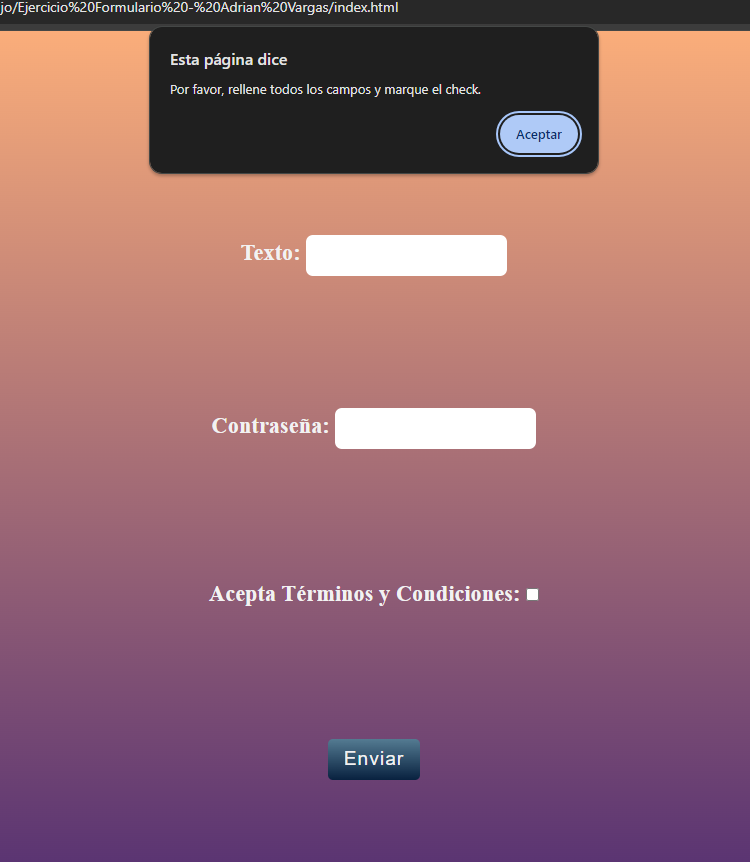 jo/Ejercicio%20Formulario%20-%20Adrian%20Vargas/index.html
Esta página dice
Por favor, rellene todos los campos y marque el check.
Aceptar
Texto:
Contraseña:
Acepta Términos y Condiciones:
Enviar